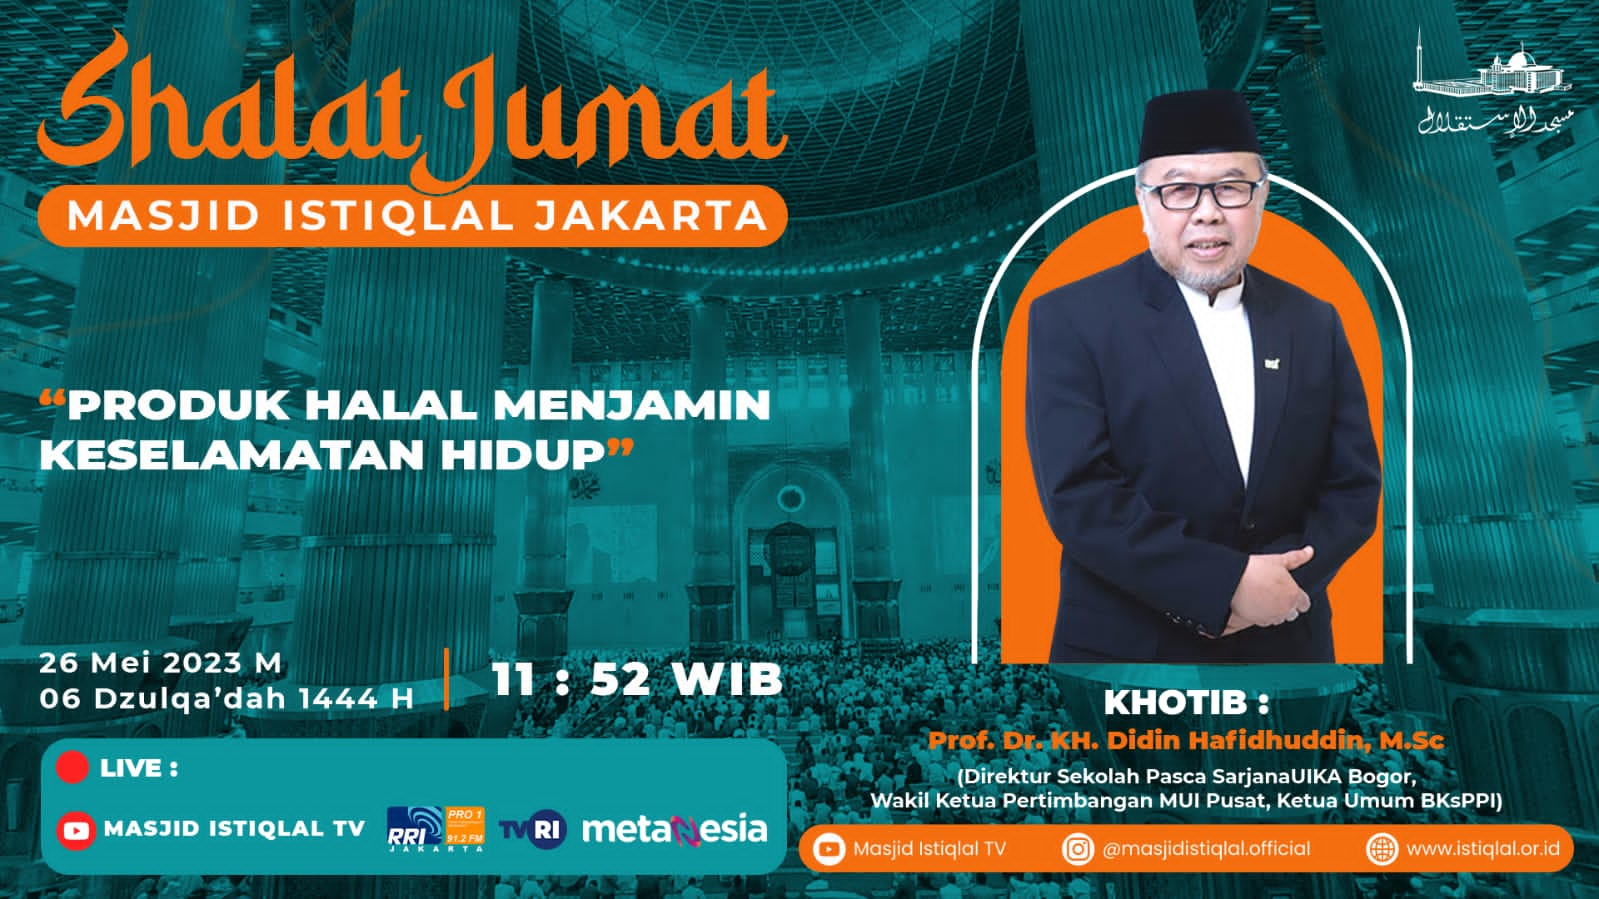 Shalat Jumat
MASJID ISTIQLAL JAKARTA
مسجد الإستقلال
“PRODUK HALAL MENJAMIN
KESELAMATAN HIDUP”
26 Mei 2023 M
06 Dzulqa’dah 1444 H
11 : 52 WIB
LIVE :
MASJID ISTIQLAL TV
RRI
JAKARTA
PRO 1
91.2 FM
TVRI
metanesia
KHOTIB :
Prof. Dr. KH. Didin Hafidhuddin, M.Sc
(Direktur Sekolah Pasca SarjanaUIKA Bogor,
Wakil Ketua Pertimbangan MUI Pusat, Ketua Umum BKsPPI)
Masjid Istiqlal TV
@masjidistiqlal.official
www.istiqlal.or.id